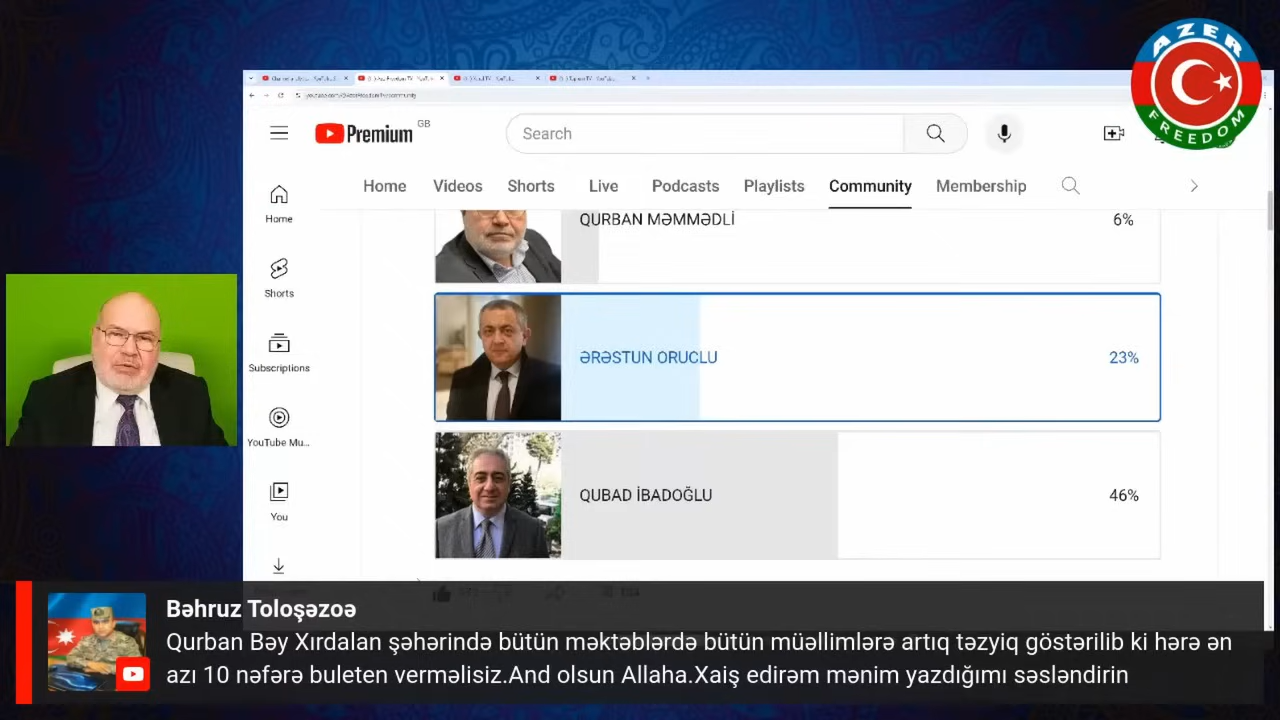 AZER
FREEDOM
Premium GB
Search
Home
Videos
Shorts
Live
Podcasts
Playlists
Community
Membership
Home
Shorts
Subscriptions
YouTube Mu...
You
QURBAN MƏMMƏDLİ
6%
ƏRƏSTUN ORUCLU
23%
QUBAD İBADOĞLU
46%
Bəhruz Toloşəzoə
Qurban Bəy Xırdalan şəhərində bütün məktəblərdə bütün müəllimlərə artıq təzyiq göstərilib ki hərə ən
azı 10 nəfərə buleten verməlisiz.And olsun Allaha.Xaiş edirəm mənim yazdığımı səsləndirin